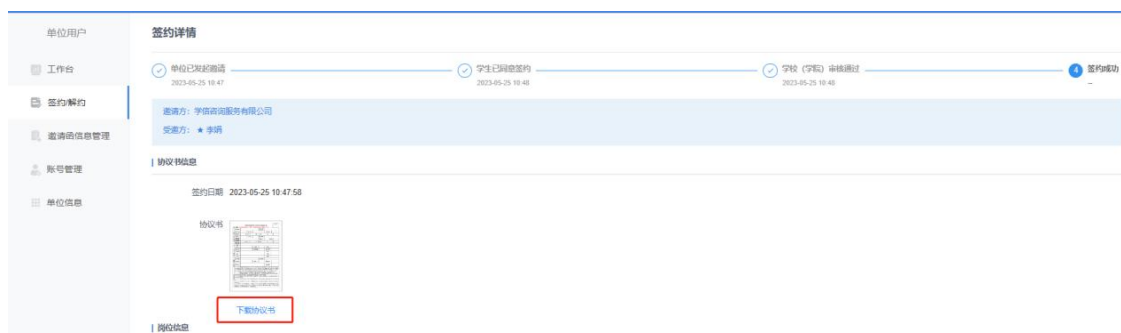 单位用户
工作台
签约/解约
邀请函信息管理
账号管理
单位信息
签约详情
单位已发起邀请
2023-05-25 10:47
学生已同意签约
2023-05-25 10:48
学校（学院）审核通过
2023-05-25 10:48
4 签约成功
--
邀请方：学信咨询服务有限公司
受邀方：★ 李娟
协议书信息
签约日期 2023-05-25 10:47:58
协议书
下载协议书
岗位信息